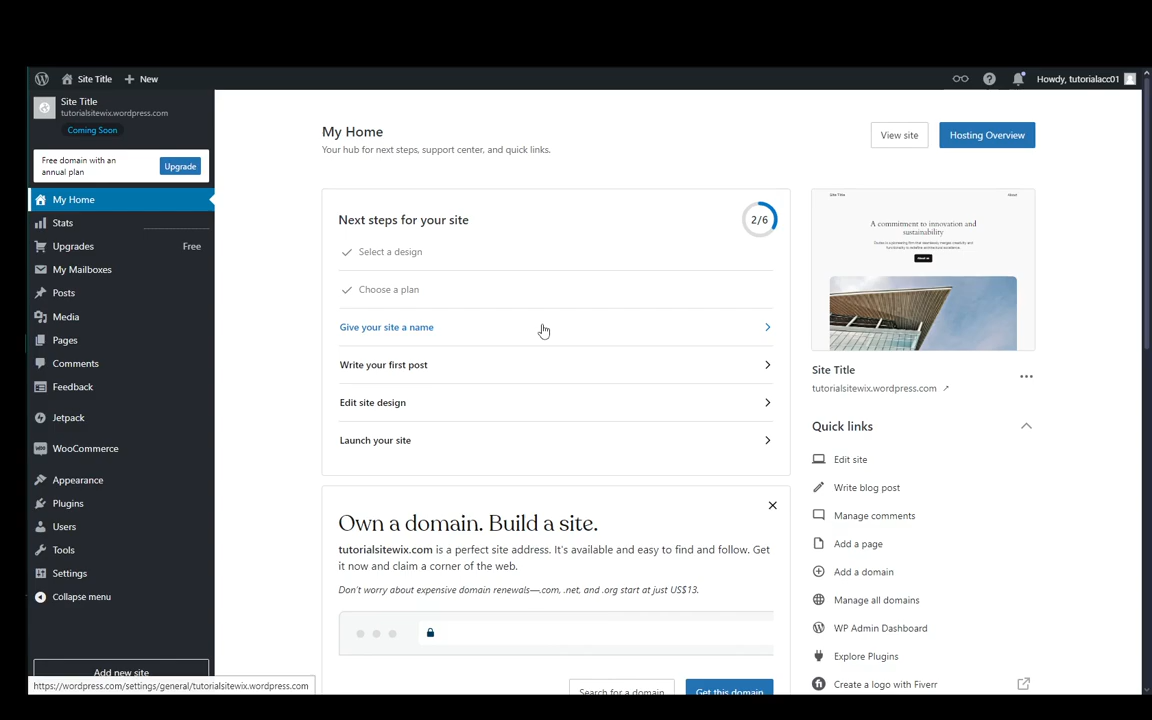 Site Title
New
Howdy, tutorialacc01
Site Title
tutorialsitewix.wordpress.com
Coming Soon
Free domain with an
annual plan
Upgrade
My Home
Stats
Upgrades Free
My Mailboxes
Posts
Media
Pages
Comments
Feedback
Jetpack
WooCommerce
Appearance
Plugins
Users
Tools
Settings
Collapse menu
Add new site
https://wordpress.com/settings/general/tutorialsitewix.wordpress.com
My Home
Your hub for next steps, support center, and quick links.
View site
Hosting Overview
Next steps for your site
2/6
Select a design
Choose a plan
Give your site a name
Write your first post
Edit site design
Launch your site
Own a domain. Build a site.
tutorialsitewix.com is a perfect site address. It's available and easy to find and follow. Get
it now and claim a corner of the web.
Don't worry about expensive domain renewals—.com, .net, and .org start at just US$13.
Search for a domain
Get this domain
Site Title
About
A commitment to innovation and
sustainability
About us
Site Title
tutorialsitewix.wordpress.com ↗
Quick links
Edit site
Write blog post
Manage comments
Add a page
Add a domain
Manage all domains
WP Admin Dashboard
Explore Plugins
Create a logo with Fiverr